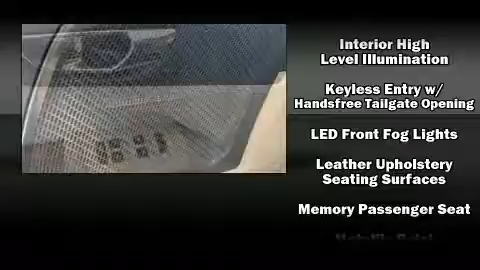 Interior High
Level Illumination
Keyless Entry w/
Handsfree Tailgate Opening
LED Front Fog Lights
Leather Upholstery
Seating Surfaces
Memory Passenger Seat